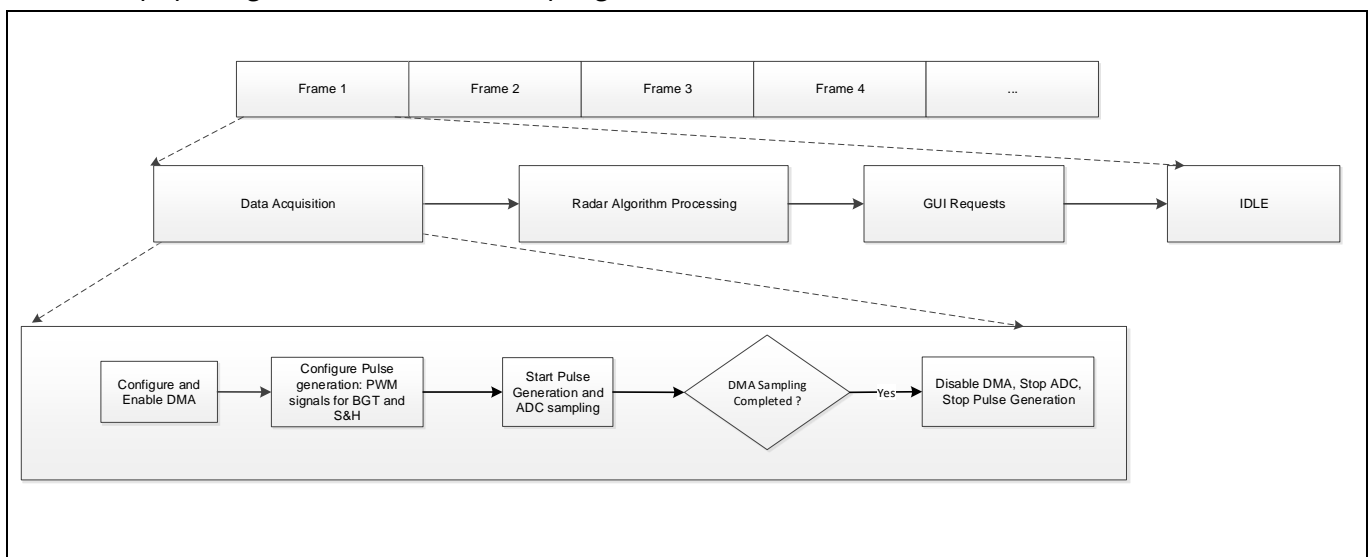 Frame 1
Frame 2
Frame 3
Frame 4
...
Data Acquisition
Radar Algorithm Processing
GUI Requests
IDLE
Configure and
Enable DMA
Configure Pulse
generation: PWM
signals for BGT and
S&H
Start Pulse
Generation and
ADC sampling
DMA Sampling
Completed ?
Yes
Disable DMA, Stop ADC,
Stop Pulse Generation